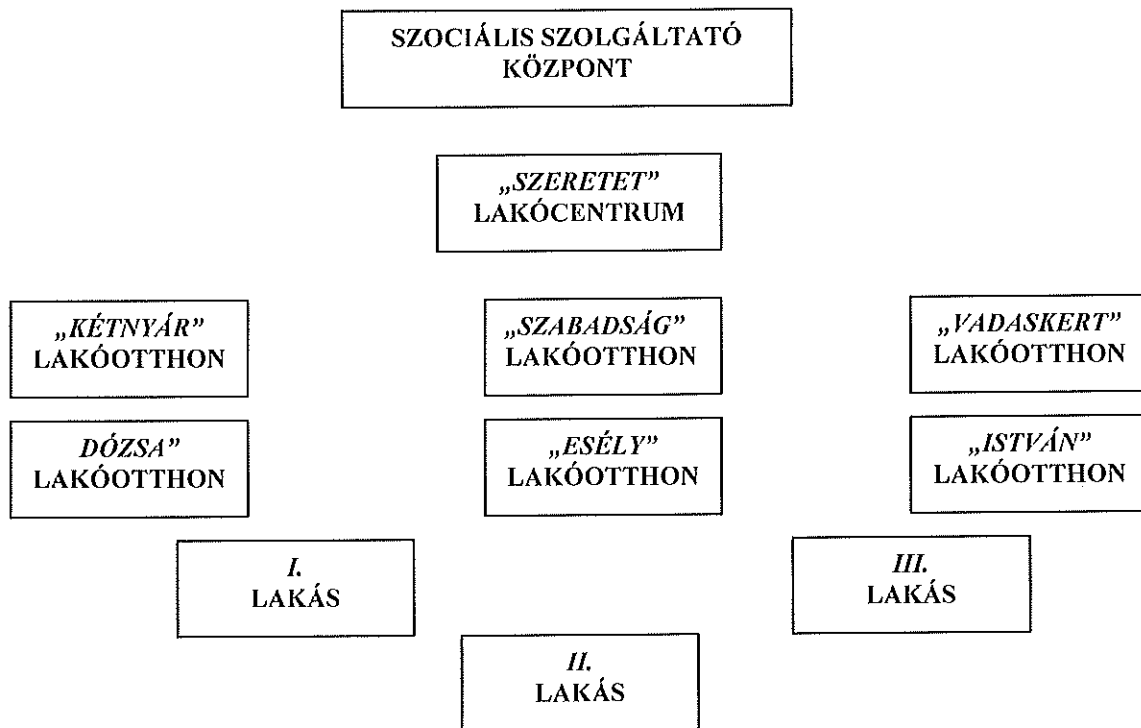 SZOCIÁLIS SZOLGÁLTATÓ
KÖZPONT
„SZERETET”
LAKÓCENTRUM
„KÉTNYÁR”
LAKÓOTTHON
„SZABADSÁG”
LAKÓOTTHON
„VADASKERT”
LAKÓOTTHON
DÓZSA”
LAKÓOTTHON
„ESÉLY”
LAKÓOTTHON
„ISTVÁN”
LAKÓOTTHON
I.
LAKÁS
III.
LAKÁS
II.
LAKÁS